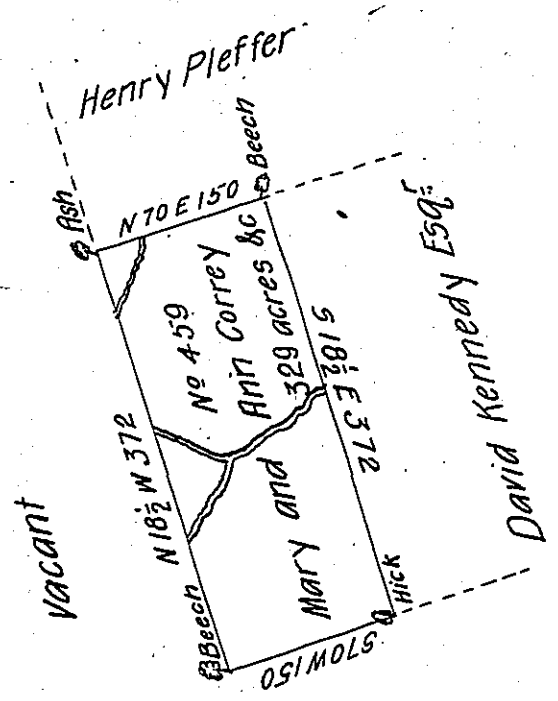 Henry Pleffer
Ash
Beech
N 70 E 150
Vacant
N 18½ W 372
Nº 459
Mary and Ann Correy
329 acres &c
S 18½ E 372
David Kennedy Esqr
Beech
Hick
S 70 W 150